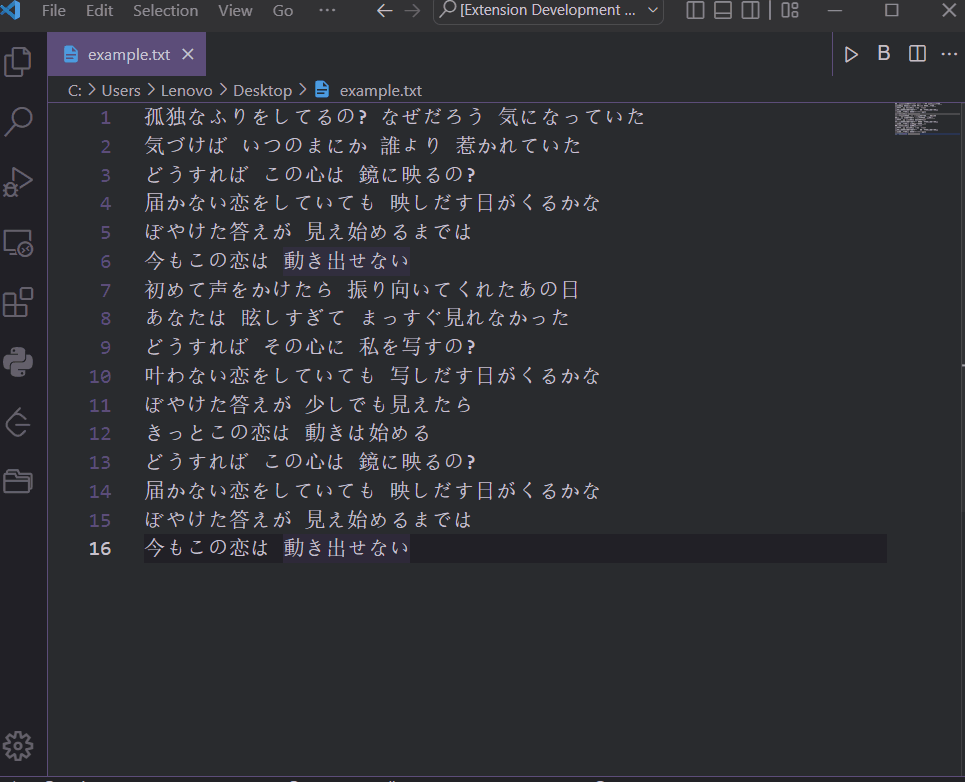 File Edit Selection View Go ··· [Extension Development ...
example.txt
C: > Users > Lenovo > Desktop > example.txt
1 孤独なふりをしてるの? なぜだろう 気になっていた
2 気づけば いつのまにか 誰より 惹かれていた
3 どうすれば この心は 鏡に映るの?
4 届かない恋をしていても 映しだす日がくるかな
5 ぼやけた答えが 見え始めるまでは
6 今もこの恋は 動き出せない
7 初めて声をかけたら 振り向いてくれたあの日
8 あなたは 眩しすぎて まっすぐ見れなかった
9 どうすれば その心に 私を写すの?
10 叶わない恋をしていても 写しだす日がくるかな
11 ぼやけた答えが 少しでも見えたら
12 きっとこの恋は 動きは始める
13 どうすれば この心は 鏡に映るの?
14 届かない恋をしていても 映しだす日がくるかな
15 ぼやけた答えが 見え始めるまでは
16 今もこの恋は 動き出せない